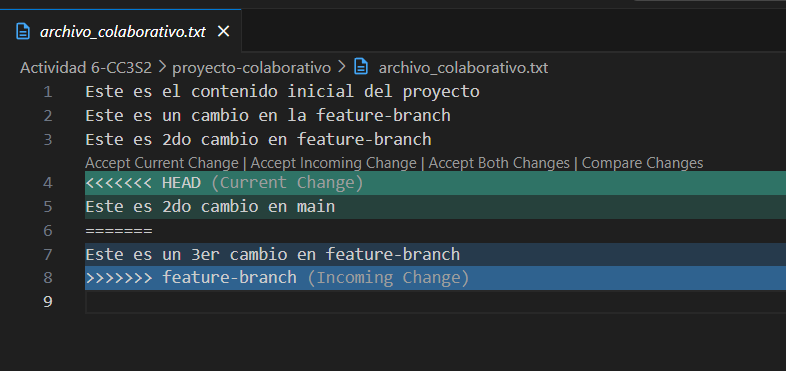 archivo_colaborativo.txt
Actividad 6-CC3S2 > proyecto-colaborativo > archivo_colaborativo.txt
1 Este es el contenido inicial del proyecto
2 Este es un cambio en la feature-branch
3 Este es 2do cambio en feature-branch
Accept Current Change | Accept Incoming Change | Accept Both Changes | Compare Changes
4 <<<<<<< HEAD (Current Change)
5 Este es 2do cambio en main
6 =======
7 Este es un 3er cambio en feature-branch
8 >>>>>>> feature-branch (Incoming Change)
9